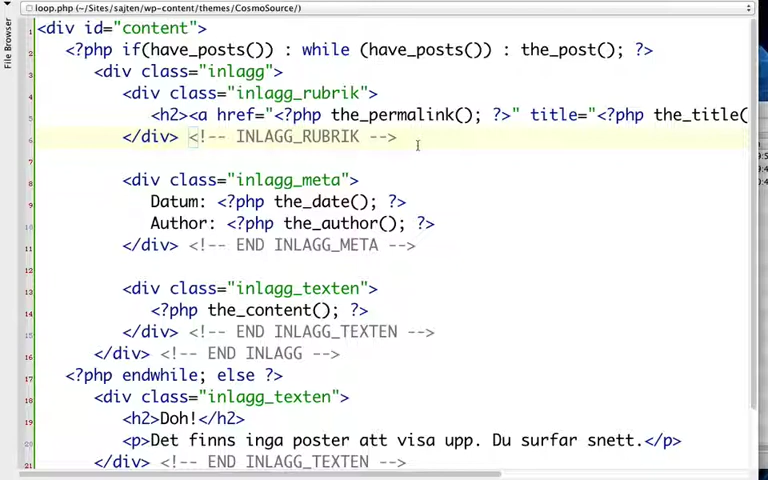 loop.php (~/Sites/sajten/wp-content/themes/CosmoSource/)
File Browser
1 <div id="content">
2 <?php if(have_posts()) : while (have_posts()) : the_post(); ?>
3 <div class="inlagg">
4 <div class="inlagg_rubrik">
5 <h2><a href="<?php the_permalink(); ?>" title="<?php the_title(
6 </div> <!-- INLAGG_RUBRIK -->
7
8 <div class="inlagg_meta">
9 Datum: <?php the_date(); ?>
10 Author: <?php the_author(); ?>
11 </div> <!-- END INLAGG_META -->
12
13 <div class="inlagg_texten">
14 <?php the_content(); ?>
15 </div> <!-- END INLAGG_TEXTEN -->
16 </div> <!-- END INLAGG -->
17 <?php endwhile; else ?>
18 <div class="inlagg_texten">
19 <h2>Doh!</h2>
20 <p>Det finns inga poster att visa upp. Du surfar snett.</p>
21 </div> <!-- END INLAGG_TEXTEN -->